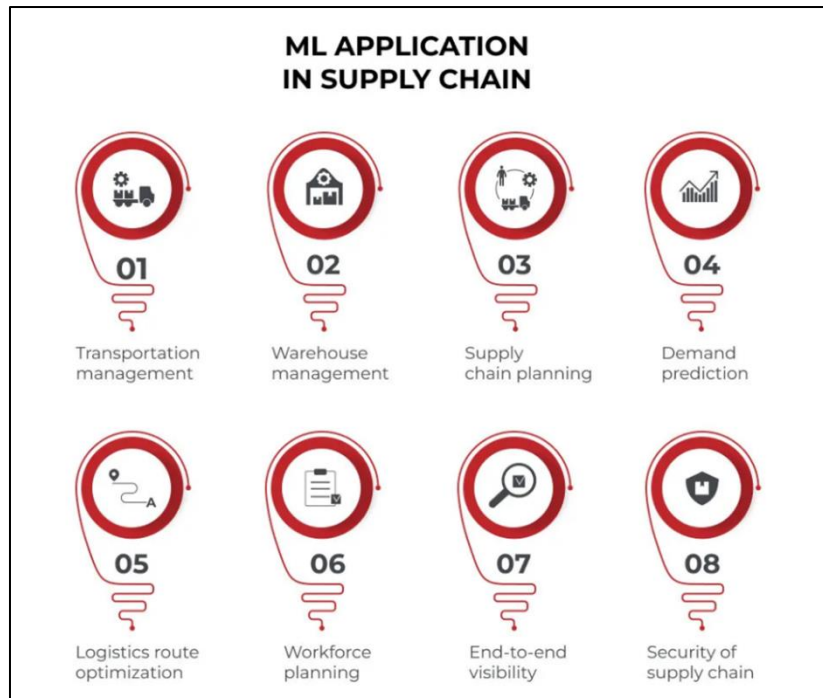 ML APPLICATION
IN SUPPLY CHAIN
01
Transportation
management
02
Warehouse
management
03
Supply
chain planning
04
Demand
prediction
05
A
Logistics route
optimization
06
Workforce
planning
07
End-to-end
visibility
08
Security of
supply chain